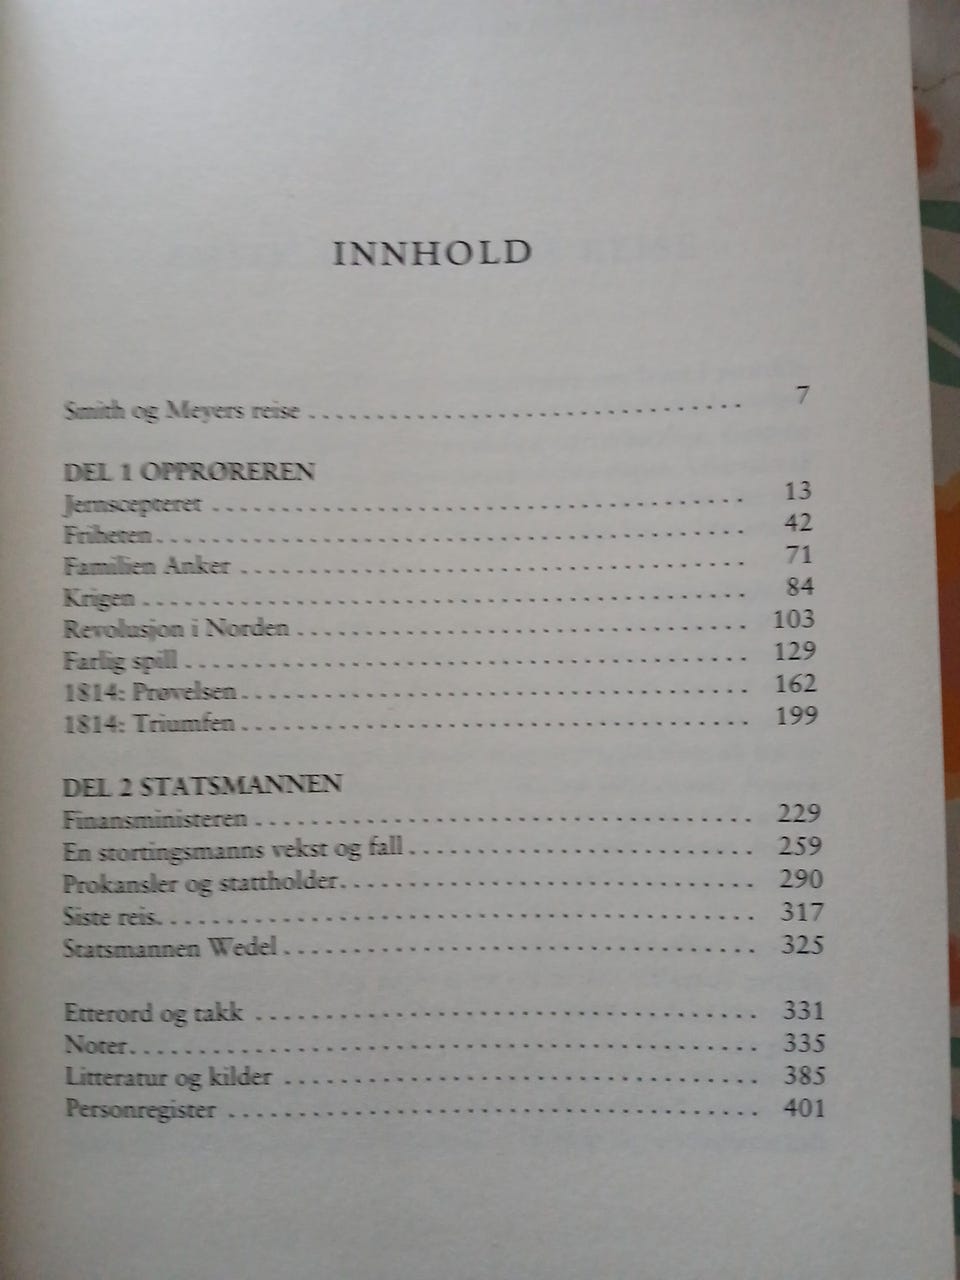 INNHOLD
Smith og Meyers reise 7
DEL 1 OPPRØREREN
Jernscepteret 13
Friheten 42
Familien Anker 71
Krigen 84
Revolusjon i Norden 103
Farlig spill 129
1814: Prøvelsen 162
1814: Triumfen 199
DEL 2 STATSMANNEN
Finansministeren 229
En stortingsmanns vekst og fall 259
Prokansler og stattholder 290
Siste reis 317
Statsmannen Wedel 325
Etterord og takk 331
Noter 335
Litteratur og kilder 385
Personregister 401